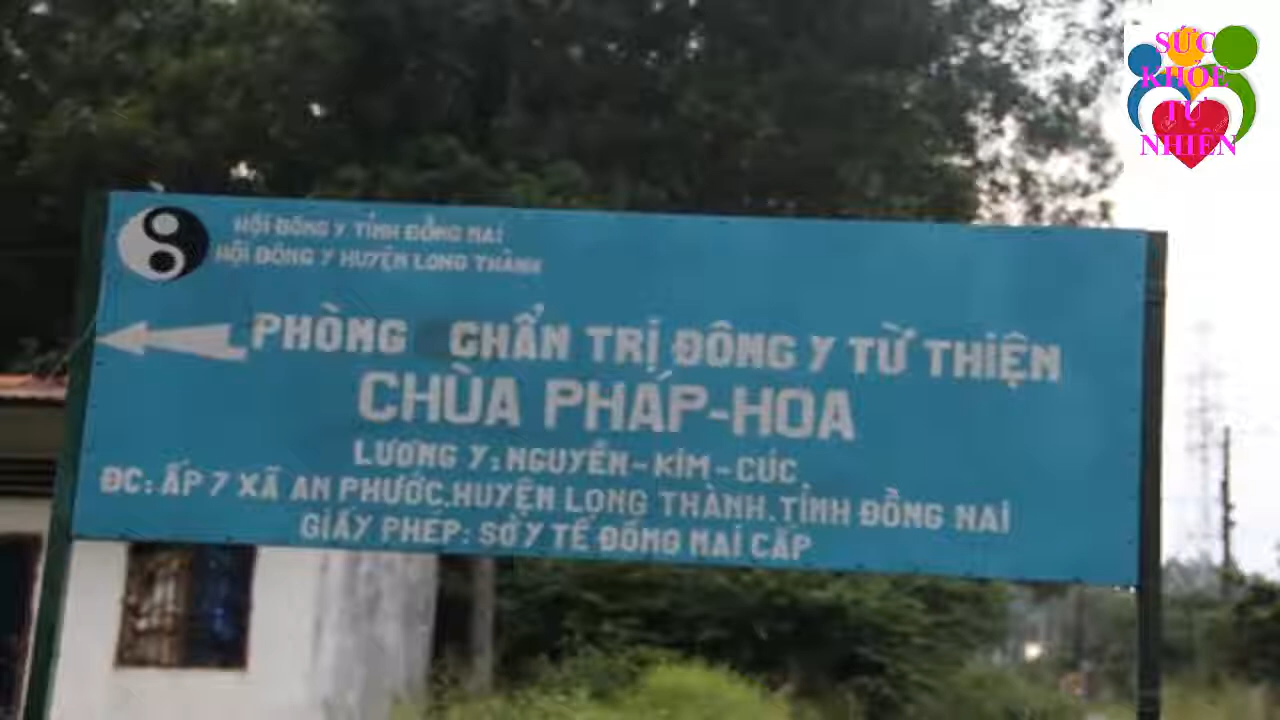 SỨC
KHỎE
TỰ
NHIÊN
HỘI ĐÔNG Y TỈNH ĐỒNG NAI
HỘI ĐÔNG Y HUYỆN LONG THÀNH
PHÒNG CHẨN TRỊ ĐÔNG Y TỪ THIỆN
CHÙA PHÁP-HOA
LƯƠNG Y: NGUYỄN-KIM-CÚC
ĐC: ẤP 7 XÃ AN PHƯỚC.HUYỆN LONG THÀNH.TỈNH ĐỒNG NAI
GIẤY PHÉP: SỞ Y TẾ ĐỒNG NAI CẤP